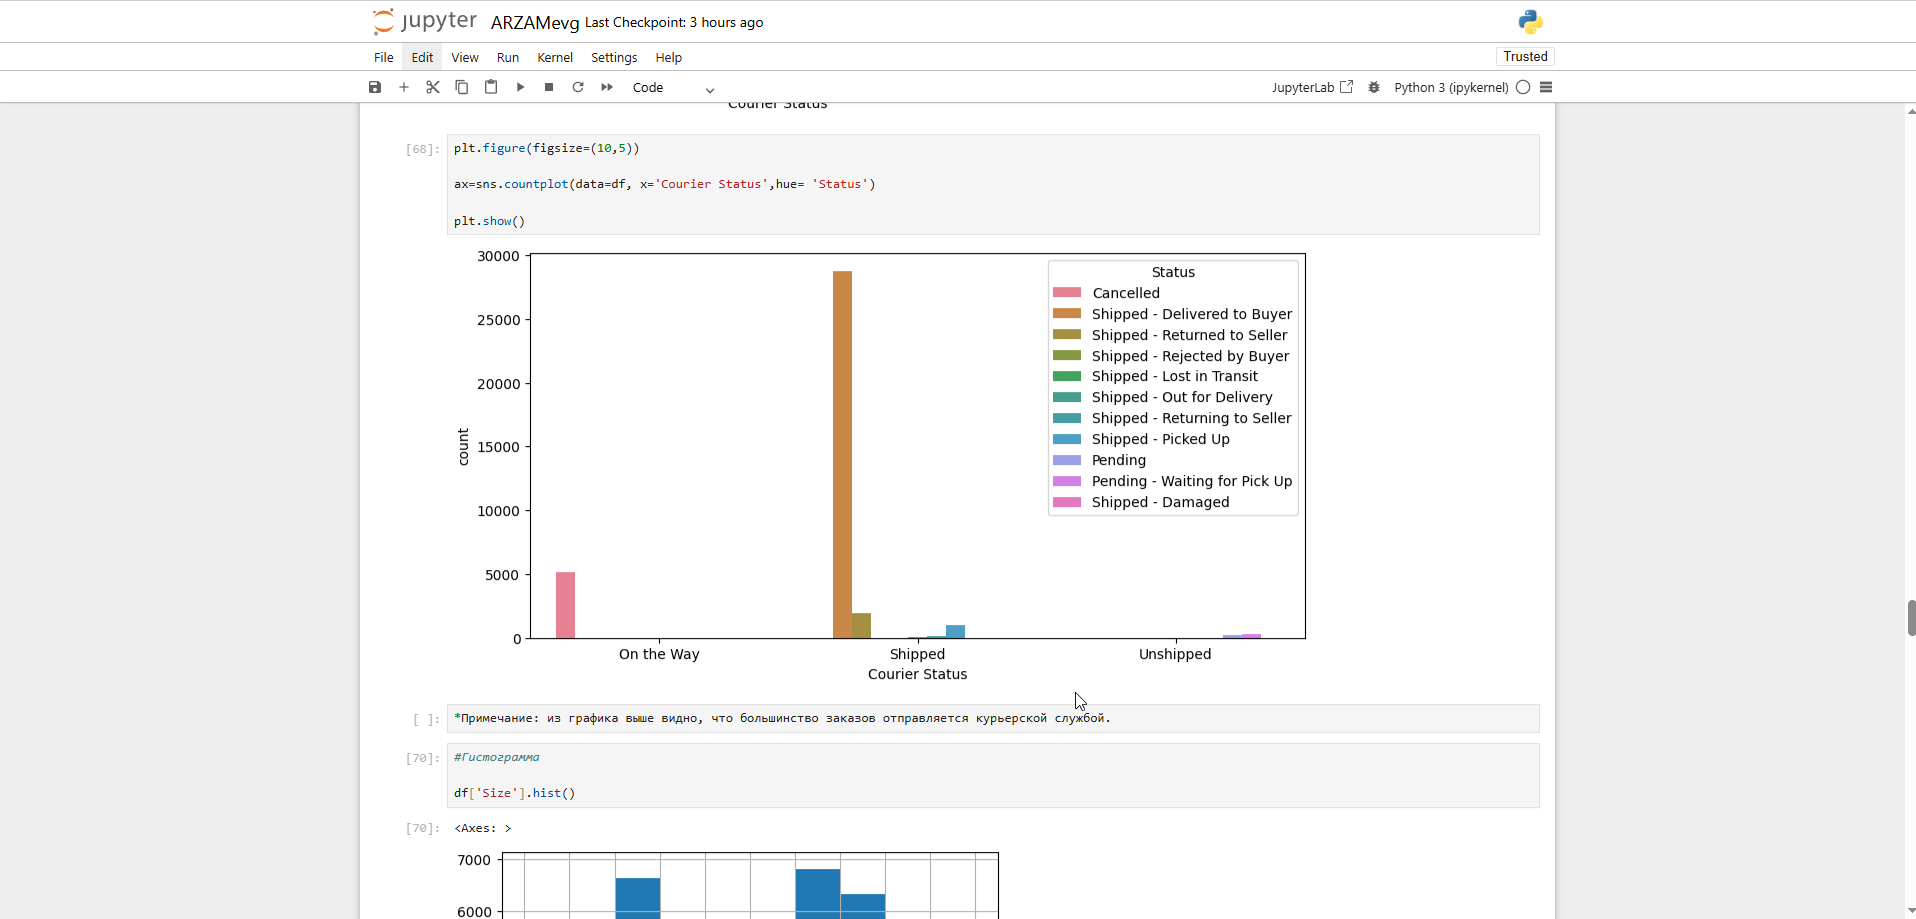 jupyter ARZAMevg Last Checkpoint: 3 hours ago
File Edit View Run Kernel Settings Help Trusted
Code JupyterLab Python 3 (ipykernel)
Courier Status
[68]: plt.figure(figsize=(10,5))
ax=sns.countplot(data=df, x='Courier Status',hue= 'Status')
plt.show()
30000
25000
20000
15000
10000
5000
0
count
Status
Cancelled
Shipped - Delivered to Buyer
Shipped - Returned to Seller
Shipped - Rejected by Buyer
Shipped - Lost in Transit
Shipped - Out for Delivery
Shipped - Returning to Seller
Shipped - Picked Up
Pending
Pending - Waiting for Pick Up
Shipped - Damaged
On the Way Shipped Unshipped
Courier Status
[ ]: *Примечание: из графика выше видно, что большинство заказов отправляется курьерской службой.
[70]: #Гистограмма
df['Size'].hist()
[70]: <Axes: >
7000
6000